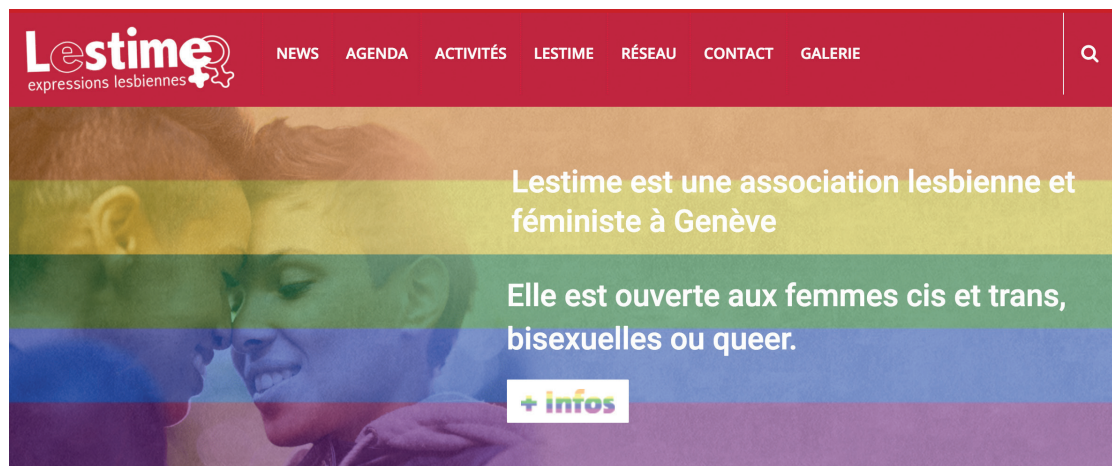 Lestime
expressions lesbiennes
NEWS AGENDA ACTIVITÉS LESTIME RÉSEAU CONTACT GALERIE
Lestime est une association lesbienne et
féministe à Genève
Elle est ouverte aux femmes cis et trans,
bisexuelles ou queer.
+ infos